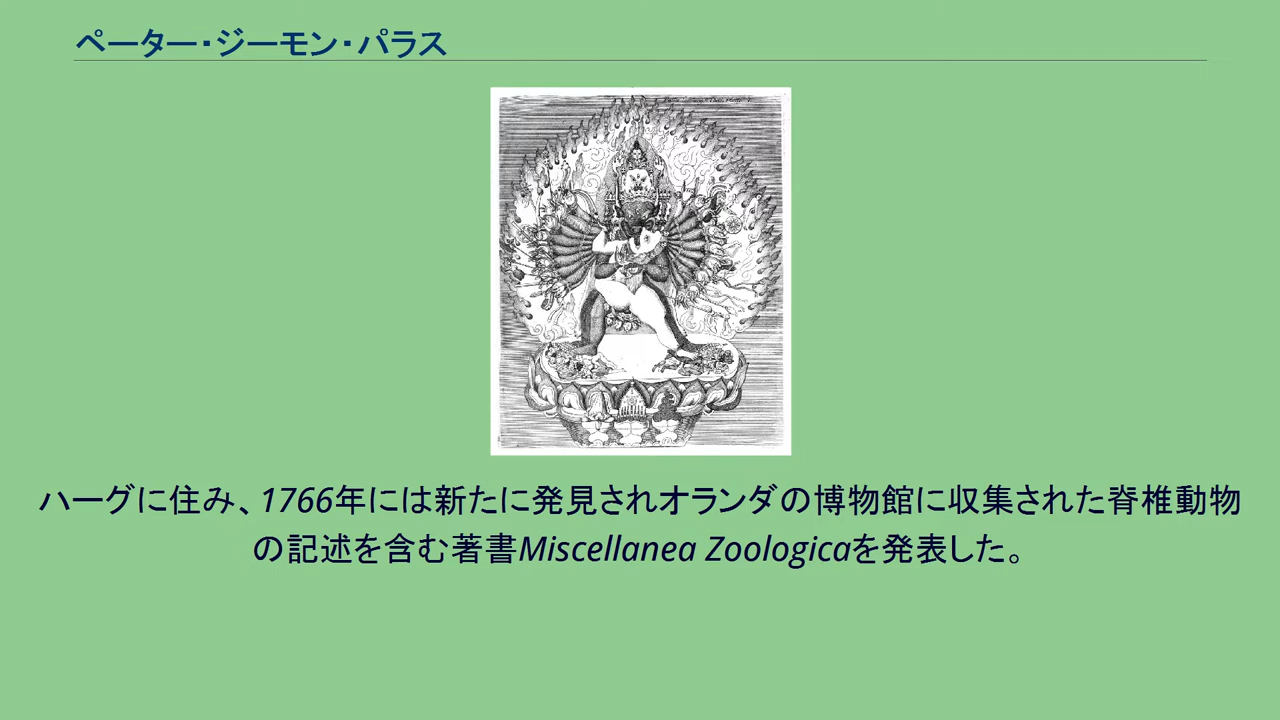 ペーター・ジーモン・パラス
ハーグに住み、1766年には新たに発見されオランダの博物館に収集された脊椎動物
の記述を含む著書Miscellanea Zoologicaを発表した。